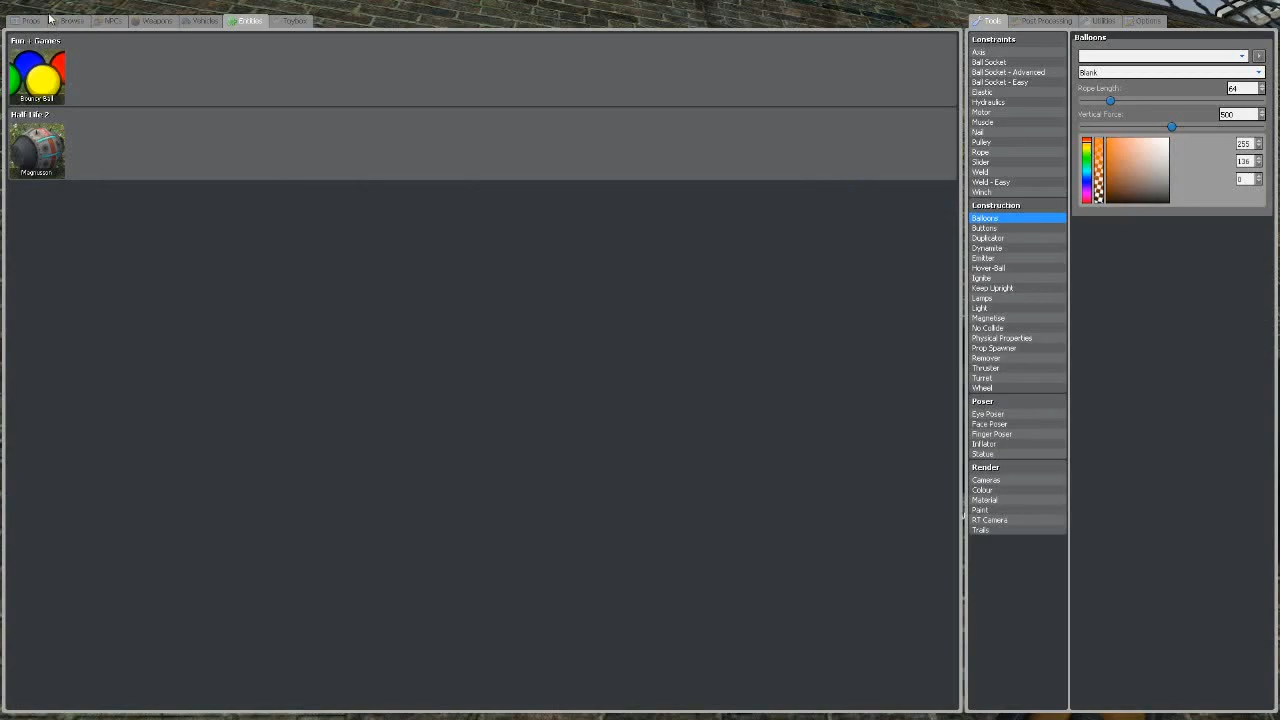 Props Browse NPCs Weapons Vehicles Entities Toybox
Fun + Games
Bouncy Ball
Half-Life 2
Magnusson
Tools Post Processing Utilities Options
Constraints
Axis
Ball Socket
Ball Socket - Advanced
Ball Socket - Easy
Elastic
Hydraulics
Motor
Muscle
Nail
Pulley
Rope
Slider
Weld
Weld - Easy
Winch
Construction
Balloons
Buttons
Duplicator
Dynamite
Emitter
Hover-Ball
Ignite
Keep Upright
Lamps
Light
Magnetise
No Collide
Physical Properties
Prop Spawner
Remover
Thruster
Turret
Wheel
Poser
Eye Poser
Face Poser
Finger Poser
Inflator
Statue
Render
Cameras
Colour
Material
Paint
RT Camera
Trails
Balloons
Blank
Rope Length: 64
Vertical Force: 500
255
136
0